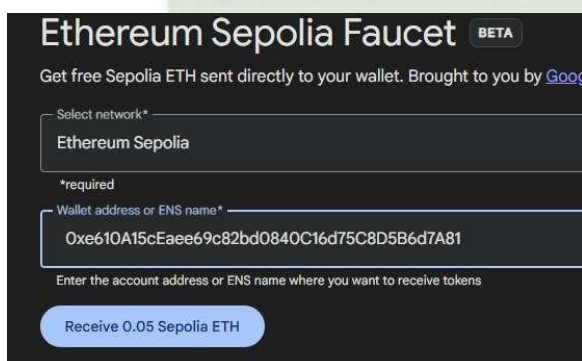 Ethereum Sepolia Faucet BETA
Get free Sepolia ETH sent directly to your wallet. Brought to you by Goog
Select network*
Ethereum Sepolia
*required
Wallet address or ENS name*
0xe610A15cEaee69c82bd0840C16d75C8D5B6d7A81
Enter the account address or ENS name where you want to receive tokens
Receive 0.05 Sepolia ETH